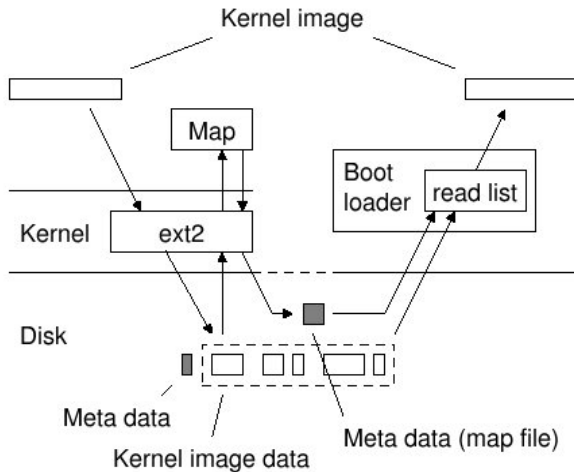 Kernel image
Map
Boot
loader
read list
Kernel
ext2
Disk
Meta data
Kernel image data
Meta data (map file)